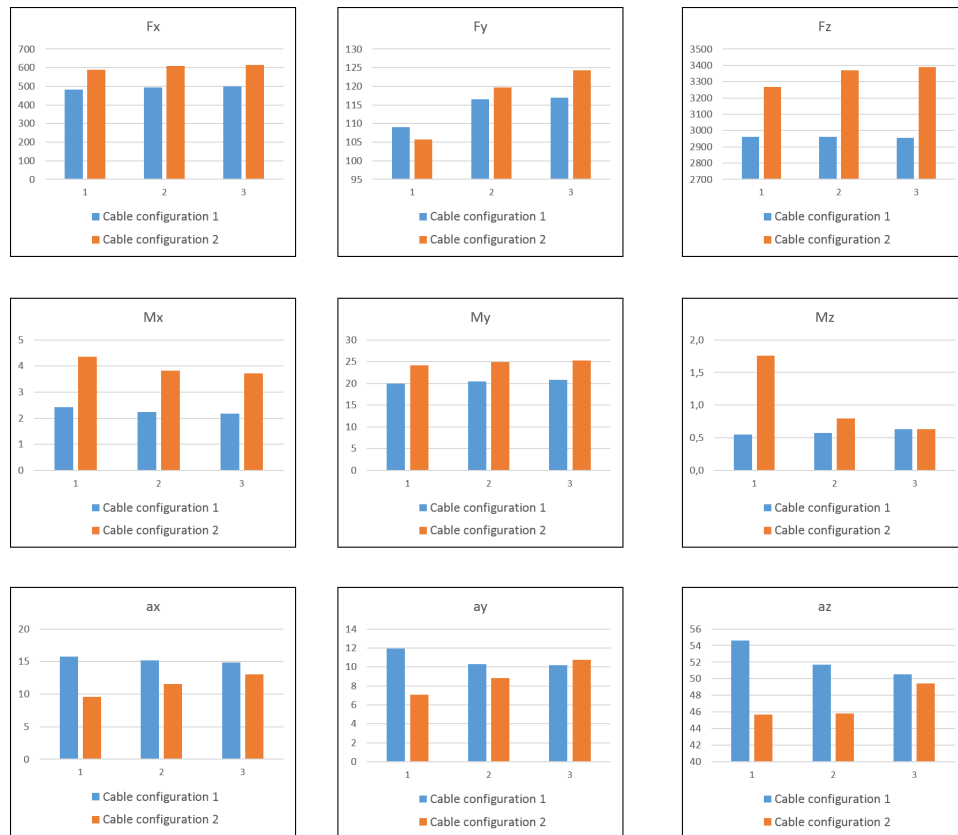 Fx
700
600
500
400
300
200
100
0
1 2 3
Cable configuration 1
Cable configuration 2
Fy
130
125
120
115
110
105
100
95
1 2 3
Cable configuration 1
Cable configuration 2
Fz
3500
3400
3300
3200
3100
3000
2900
2800
2700
1 2 3
Cable configuration 1
Cable configuration 2
Mx
5
4
3
2
1
0
1 2 3
Cable configuration 1
Cable configuration 2
My
30
25
20
15
10
5
0
1 2 3
Cable configuration 1
Cable configuration 2
Mz
2,0
1,5
1,0
0,5
0,0
1 2 3
Cable configuration 1
Cable configuration 2
ax
20
15
10
5
0
1 2 3
Cable configuration 1
Cable configuration 2
ay
14
12
10
8
6
4
2
0
1 2 3
Cable configuration 1
Cable configuration 2
az
56
54
52
50
48
46
44
42
40
1 2 3
Cable configuration 1
Cable configuration 2